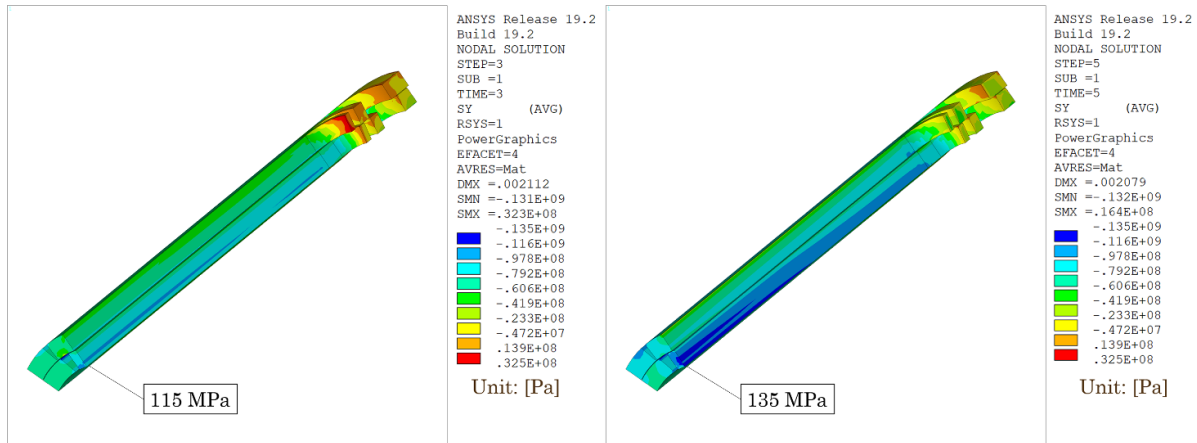 ANSYS Release 19.2
Build 19.2
NODAL SOLUTION
STEP=3
SUB =1
TIME=3
SY (AVG)
RSYS=1
PowerGraphics
EFACET=4
AVRES=Mat
DMX =.002112
SMN =-.131E+09
SMX =.323E+08
-.135E+09
-.116E+09
-.978E+08
-.792E+08
-.606E+08
-.419E+08
-.233E+08
-.472E+07
.139E+08
.325E+08
Unit: [Pa]
115 MPa
ANSYS Release 19.2
Build 19.2
NODAL SOLUTION
STEP=5
SUB =1
TIME=5
SY (AVG)
RSYS=1
PowerGraphics
EFACET=4
AVRES=Mat
DMX =.002079
SMN =-.132E+09
SMX =.164E+08
-.135E+09
-.116E+09
-.978E+08
-.792E+08
-.606E+08
-.419E+08
-.233E+08
-.472E+07
.139E+08
.325E+08
Unit: [Pa]
135 MPa